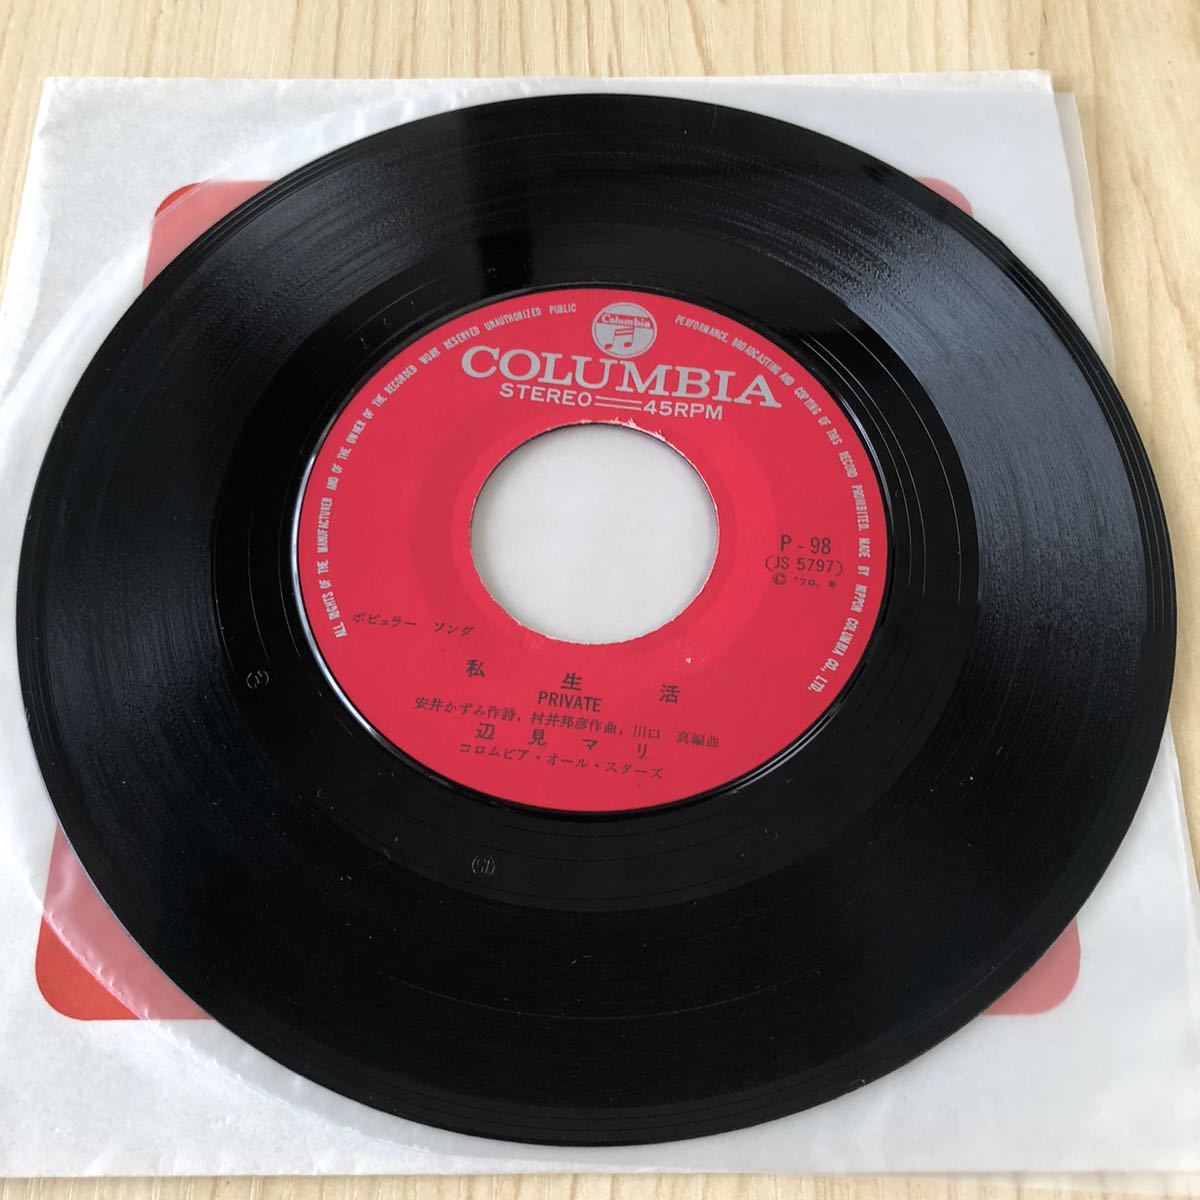 ALL RIGHTS OF THE MANUFACTURER AND OF THE OWNER OF THE RECORDED WORK RESERVED UNAUTHORIZED PUBLIC PERFORMANCE, BROADCASTING AND COPYING OF THIS RECORD PROHIBITED. MADE BY NIPPON COLUMBIA CO., LTD.
Columbia
COLUMBIA
STEREO 45RPM
P-98
(JS 5797)
© '70. 8
ポピュラー ソング
私生活
PRIVATE
安井かずみ作詩, 村井邦彦作曲, 川口 真編曲
辺見マリ
コロムビア・オール・スターズ